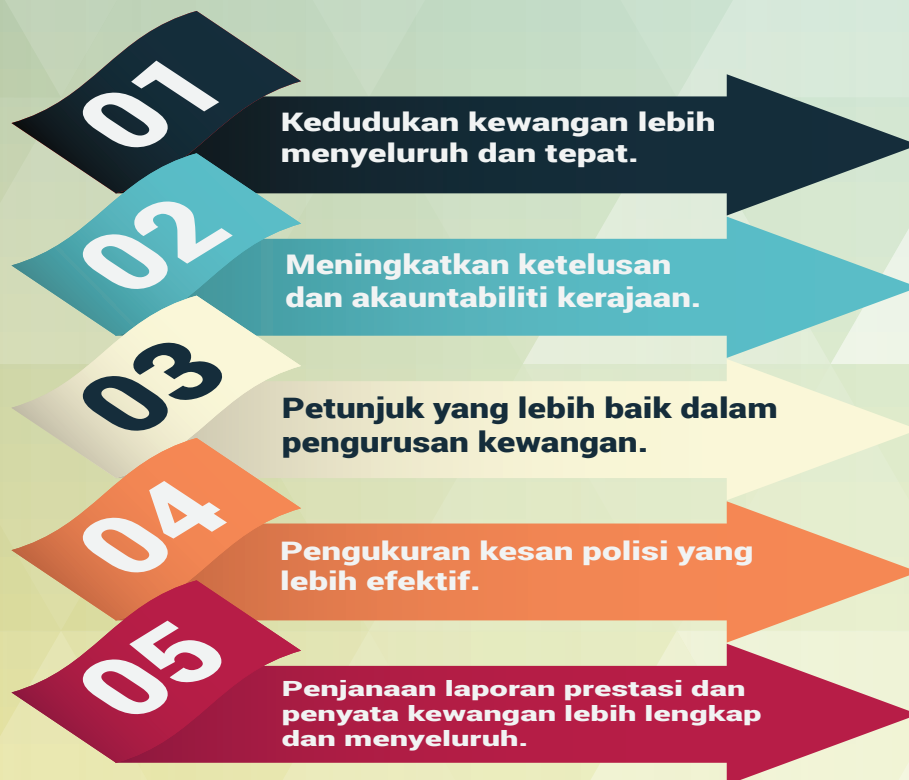 01
Kedudukan kewangan lebih
menyeluruh dan tepat.
02
Meningkatkan ketelusan
dan akauntabiliti kerajaan.
03
Petunjuk yang lebih baik dalam
pengurusan kewangan.
04
Pengukuran kesan polisi yang
lebih efektif.
05
Penjanaan laporan prestasi dan
penyata kewangan lebih lengkap
dan menyeluruh.